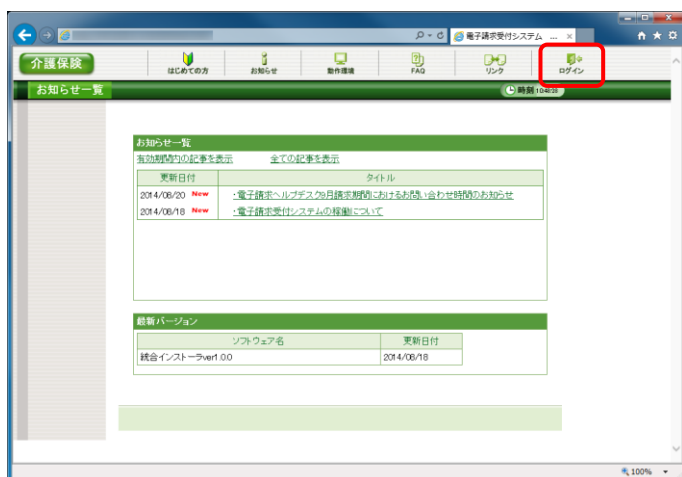 電子請求受付システム ...
介護保険
はじめての方 お知らせ 動作環境 FAQ リンク ログイン
お知らせ一覧
時刻 10:48:28
お知らせ一覧
有効期間内の記事を表示 全ての記事を表示
更新日付 タイトル
2014/08/20 New ・電子請求ヘルプデスク9月請求期間におけるお問い合わせ時間のお知らせ
2014/08/18 New ・電子請求受付システムの稼働について
最新バージョン
ソフトウェア名 更新日付
統合インストーラver1.0.0 2014/08/18
100%